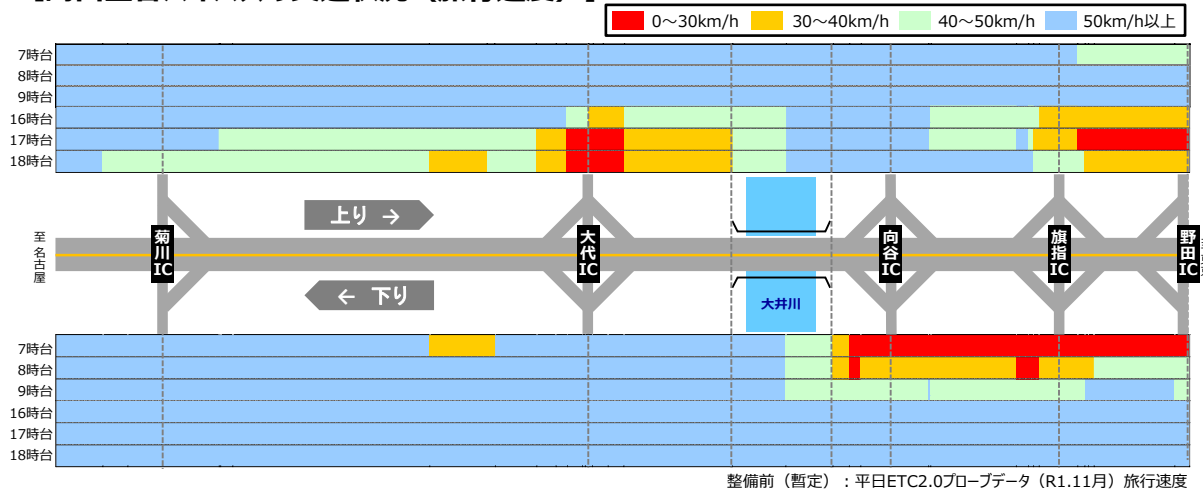 0～30km/h 30～40km/h 40～50km/h 50km/h以上
7時台
8時台
9時台
16時台
17時台
18時台
上り →
至 名古屋
菊川IC
大代IC
向谷IC
旗指IC
野田IC
← 下り
大井川
7時台
8時台
9時台
16時台
17時台
18時台
整備前（暫定）：平日ETC2.0プローブデータ（R1.11月）旅行速度